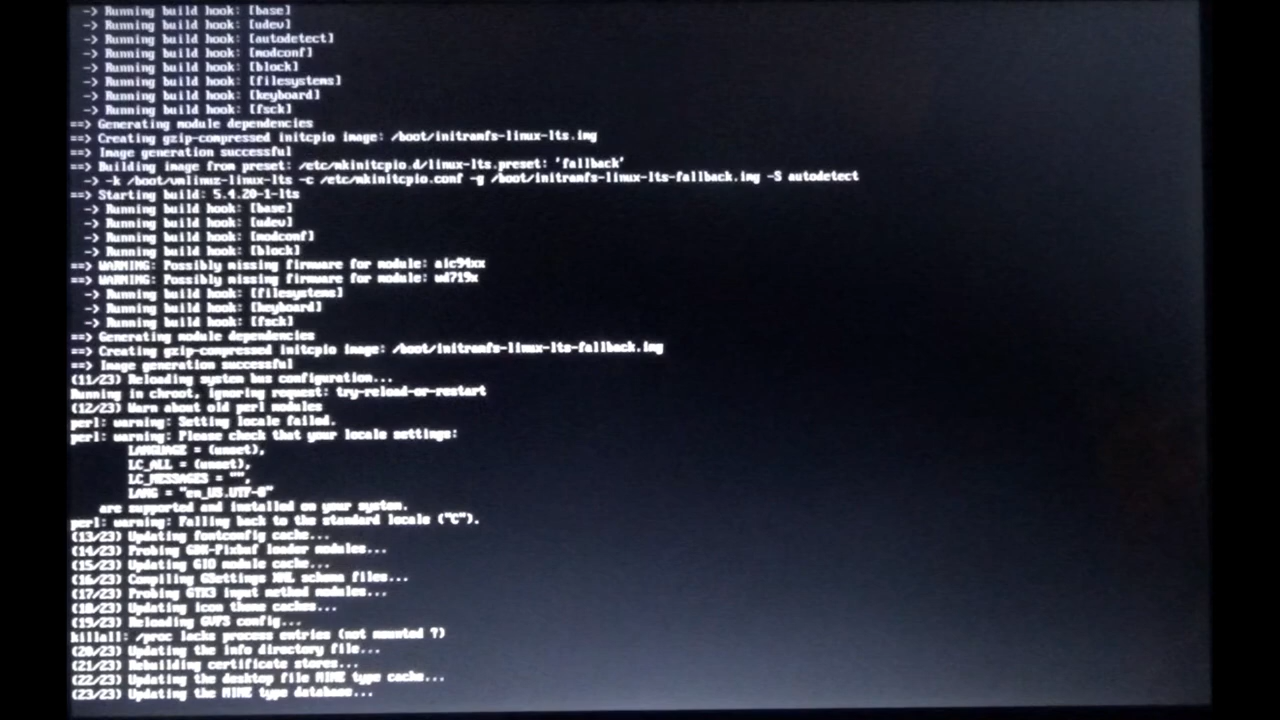 -> Running build hook: [base]
-> Running build hook: [udev]
-> Running build hook: [autodetect]
-> Running build hook: [modconf]
-> Running build hook: [block]
-> Running build hook: [filesystems]
-> Running build hook: [keyboard]
-> Running build hook: [fsck]
==> Generating module dependencies
==> Creating gzip-compressed initcpio image: /boot/initramfs-linux-lts.img
==> Image generation successful
==> Building image from preset: /etc/mkinitcpio.d/linux-lts.preset: 'fallback'
-> -k /boot/vmlinuz-linux-lts -c /etc/mkinitcpio.conf -g /boot/initramfs-linux-lts-fallback.img -S autodetect
==> Starting build: 5.4.20-1-lts
-> Running build hook: [base]
-> Running build hook: [udev]
-> Running build hook: [modconf]
-> Running build hook: [block]
==> WARNING: Possibly missing firmware for module: aic94xx
==> WARNING: Possibly missing firmware for module: wd719x
-> Running build hook: [filesystems]
-> Running build hook: [keyboard]
-> Running build hook: [fsck]
==> Generating module dependencies
==> Creating gzip-compressed initcpio image: /boot/initramfs-linux-lts-fallback.img
==> Image generation successful
(11/23) Reloading system bus configuration...
Running in chroot, ignoring request: try-reload-or-restart
(12/23) Warn about old perl modules
perl: warning: Setting locale failed.
perl: warning: Please check that your locale settings:
LANGUAGE = (unset),
LC_ALL = (unset),
LC_MESSAGES = "",
LANG = "en_US.UTF-8"
are supported and installed on your system.
perl: warning: Falling back to the standard locale ("C").
(13/23) Updating fontconfig cache...
(14/23) Probing GDK-Pixbuf loader modules...
(15/23) Updating GIO module cache...
(16/23) Compiling GSettings XML schema files...
(17/23) Probing GTK3 input method modules...
(18/23) Updating icon theme caches...
(19/23) Reloading GVFS config...
killall: /proc lacks process entries (not mounted ?)
(20/23) Updating the info directory file...
(21/23) Rebuilding certificate stores...
(22/23) Updating the desktop file MIME type cache...
(23/23) Updating the MIME type database...